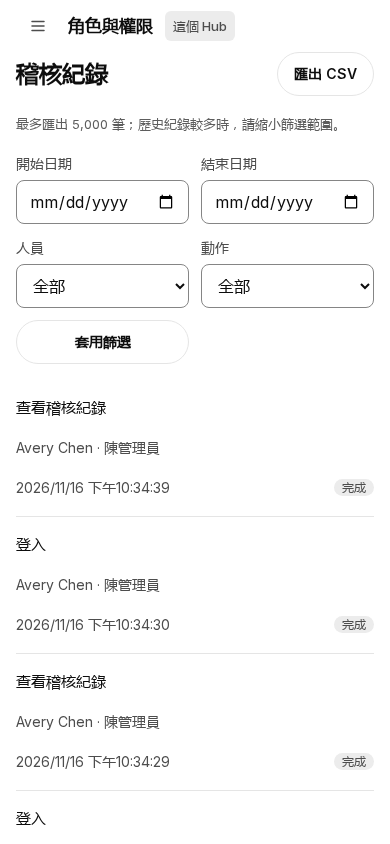 角色與權限 這個 Hub
稽核紀錄 匯出 CSV
最多匯出 5,000 筆；歷史紀錄較多時，請縮小篩選範圍。
開始日期 結束日期
mm/dd/yyyy mm/dd/yyyy
人員 動作
全部 全部
套用篩選
查看稽核紀錄
Avery Chen · 陳管理員
2026/11/16 下午10:34:39 完成
登入
Avery Chen · 陳管理員
2026/11/16 下午10:34:30 完成
查看稽核紀錄
Avery Chen · 陳管理員
2026/11/16 下午10:34:29 完成
登入